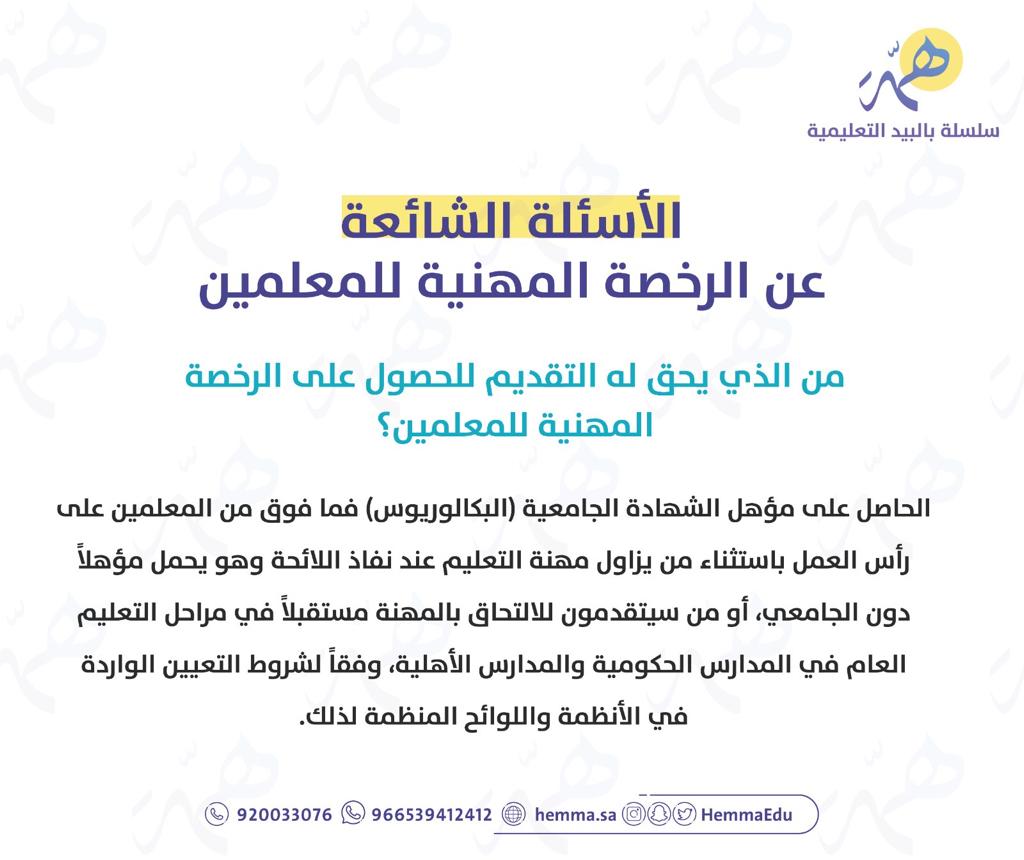 همّة
سلسلة بالبيد التعليمية
الأسئلة الشائعة
عن الرخصة المهنية للمعلمين
من الذي يحق له التقديم للحصول على الرخصة
المهنية للمعلمين؟
الحاصل على مؤهل الشهادة الجامعية (البكالوريوس) فما فوق من المعلمين على
رأس العمل باستثناء من يزاول مهنة التعليم عند نفاذ اللائحة وهو يحمل مؤهلاً
دون الجامعي، أو من سيتقدمون للالتحاق بالمهنة مستقبلاً في مراحل التعليم
العام في المدارس الحكومية والمدارس الأهلية، وفقاً لشروط التعيين الواردة
في الأنظمة واللوائح المنظمة لذلك.
920033076 966539412412 hemma.sa HemmaEdu